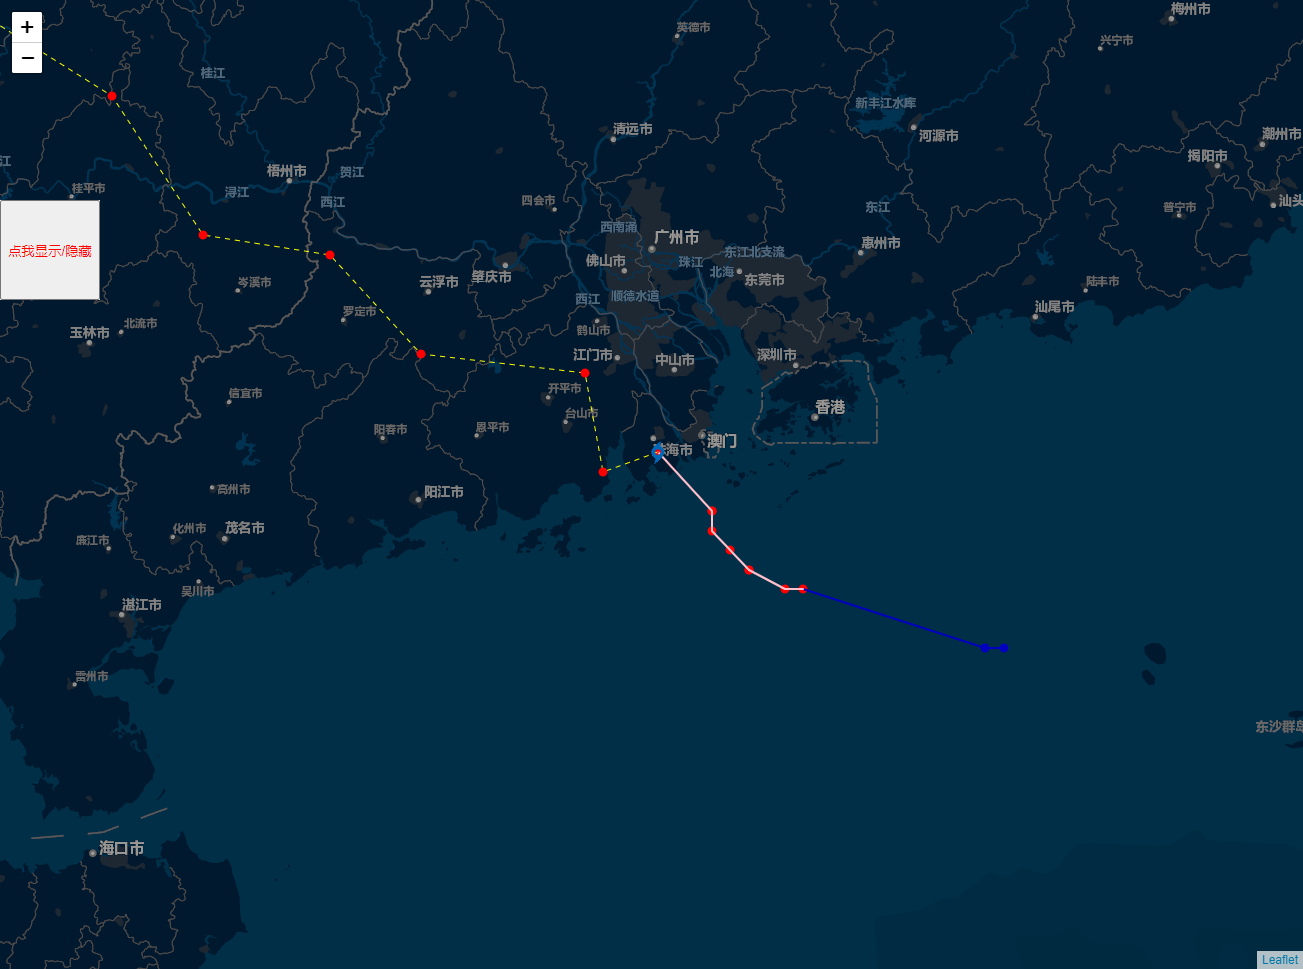 +
−
梅州市
英德市
兴宁市
桂江
新丰江水库
清远市
河源市
潮州市
揭阳市
江
梧州市
贺江
桂平市
浔江
西江
四会市
东江
普宁市
汕头
西南涌
广州市
惠州市
点我显示/隐藏
佛山市
珠江
东江北支流
北海
肇庆市
东莞市
岑溪市
云浮市
陆丰市
西江
顺德水道
罗定市
汕尾市
北流市
玉林市
鹤山市
江门市
中山市
深圳市
信宜市
开平市
香港
台山市
阳春市
恩平市
澳门
海市
高州市
阳江市
化州市
茂名市
廉江市
吴川市
湛江市
雷州市
东沙群岛
海口市
Leaflet